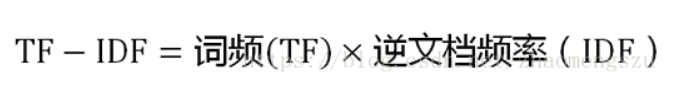 TF − IDF = 词频(TF) × 逆文档频率（IDF）